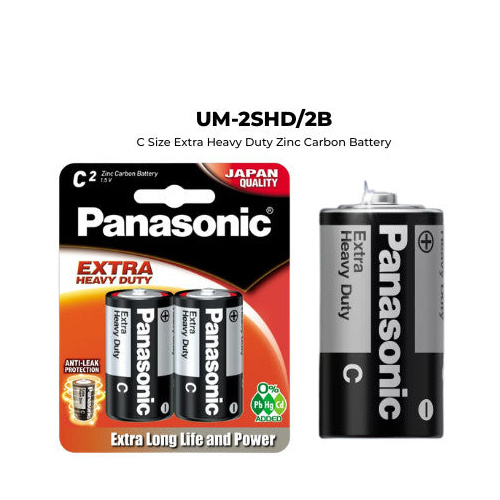 UM-2SHD/2B
C Size Extra Heavy Duty Zinc Carbon Battery
C2 Zinc Carbon Battery
1.5 V
JAPAN
QUALITY
Panasonic®
EXTRA
HEAVY DUTY
ANTI-LEAK
PROTECTION
Panasonic
Extra
Heavy Duty
C
Panasonic
Extra
Heavy Duty
C
0%
Pb Hg Cd
ADDED
Extra Long Life and Power
Panasonic
Extra
Heavy Duty
C